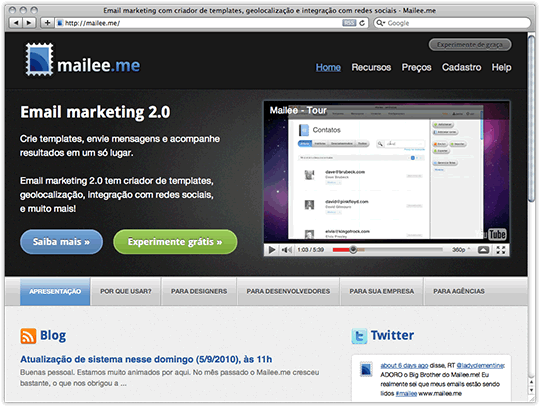 Email marketing com criador de templates, geolocalização e integração com redes sociais - Mailee.me
http://mailee.me/
RSS
Google
Experimente de graça
mailee.me
Home Recursos Preços Cadastro Help
Email marketing 2.0
Crie templates, envie mensagens e acompanhe
resultados em um só lugar.
Email marketing 2.0 tem criador de templates,
geolocalização, integração com redes sociais,
e muito mais!
Saiba mais »
Experimente grátis »
Mailee - Tour
Contatos
david@brubeck.com
david@pinkfloyd.com
elvis@kingofrock.com
YouTube
1:03 / 5:39
360p
APRESENTAÇÃO
POR QUE USAR?
PARA DESIGNERS
PARA DESENVOLVEDORES
PARA SUA EMPRESA
PARA AGÊNCIAS
Blog
Atualização de sistema nesse domingo (5/9/2010), às 11h
Buenas pessoal. Estamos muito animados por aqui. No mês passado o Mailee.me cresceu
bastante, o que nos obrigou a ...
Twitter
about 6 days ago disse, RT @ladyclementine:
ADORO o Big Brother do Mailee.me! Eu
realmente sei que meus emails estão sendo
lidos #mailee www.mailee.me